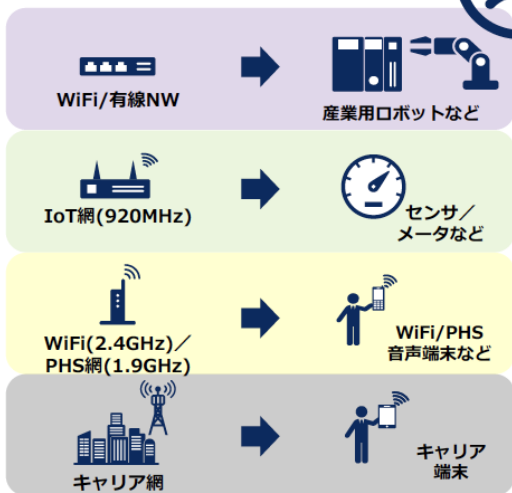 WiFi/有線NW
産業用ロボットなど
IoT網(920MHz)
センサ／
メータなど
WiFi(2.4GHz)／
PHS網(1.9GHz)
WiFi/PHS
音声端末など
キャリア網
キャリア
端末